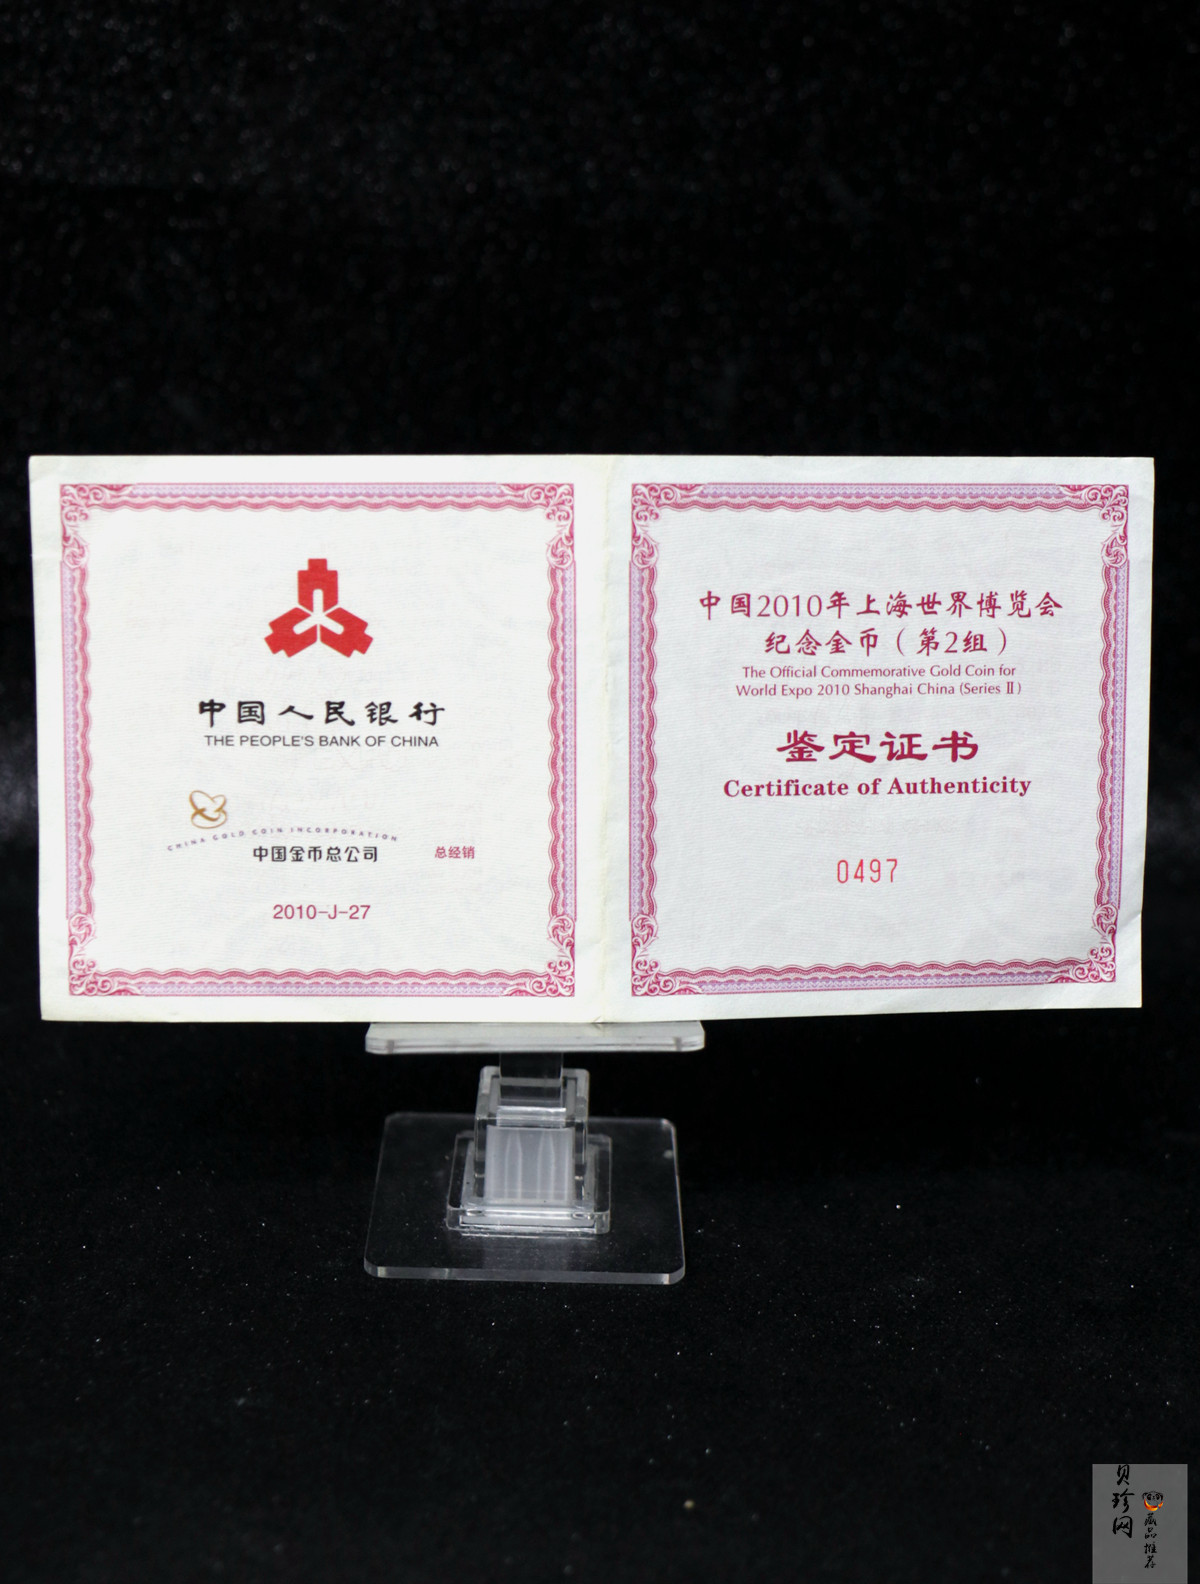 中国人民银行
THE PEOPLE'S BANK OF CHINA
CHINA GOLD COIN INCORPORATION
中国金币总公司 总经销
2010-J-27
中国2010年上海世界博览会
纪念金币（第2组）
The Official Commemorative Gold Coin for
World Expo 2010 Shanghai China (Series Ⅱ)
鉴定证书
Certificate of Authenticity
0497
贝珍网
藏品推荐